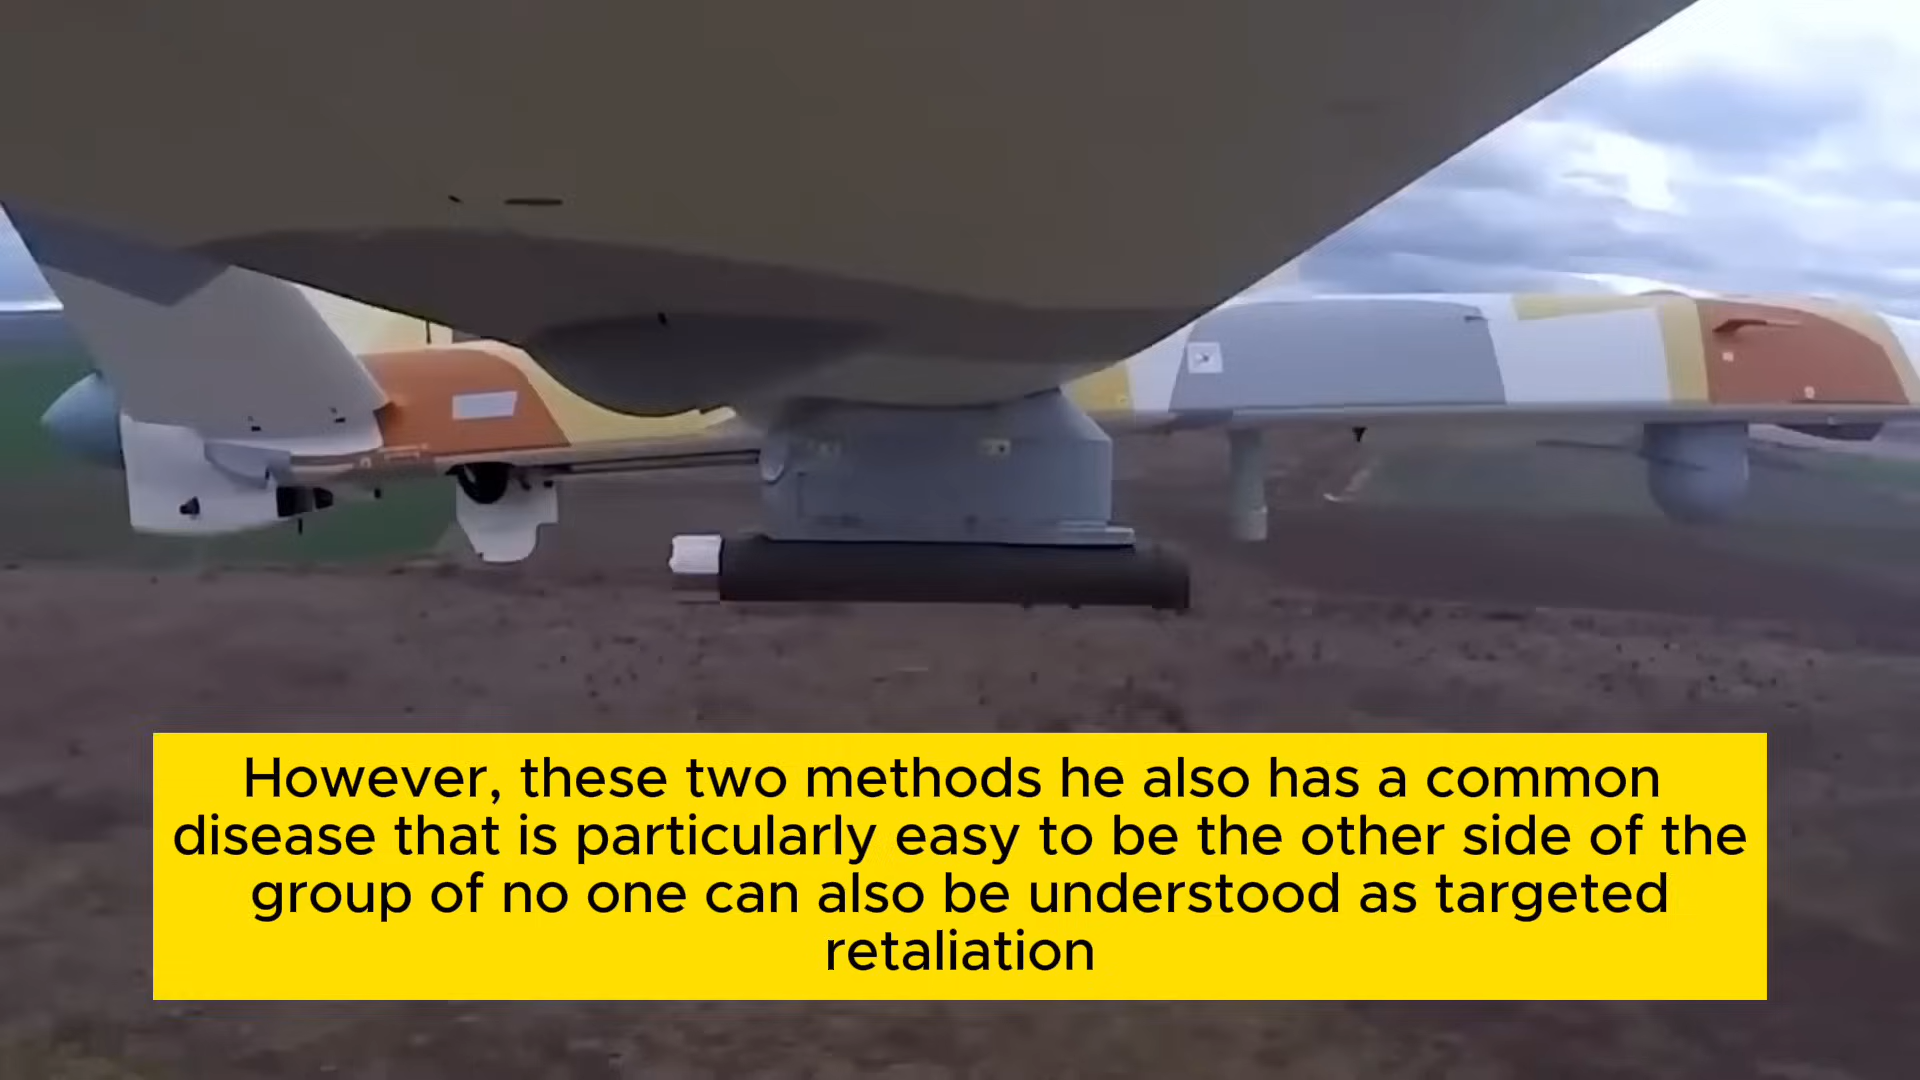 However, these two methods he also has a common
disease that is particularly easy to be the other side of the
group of no one can also be understood as targeted
retaliation